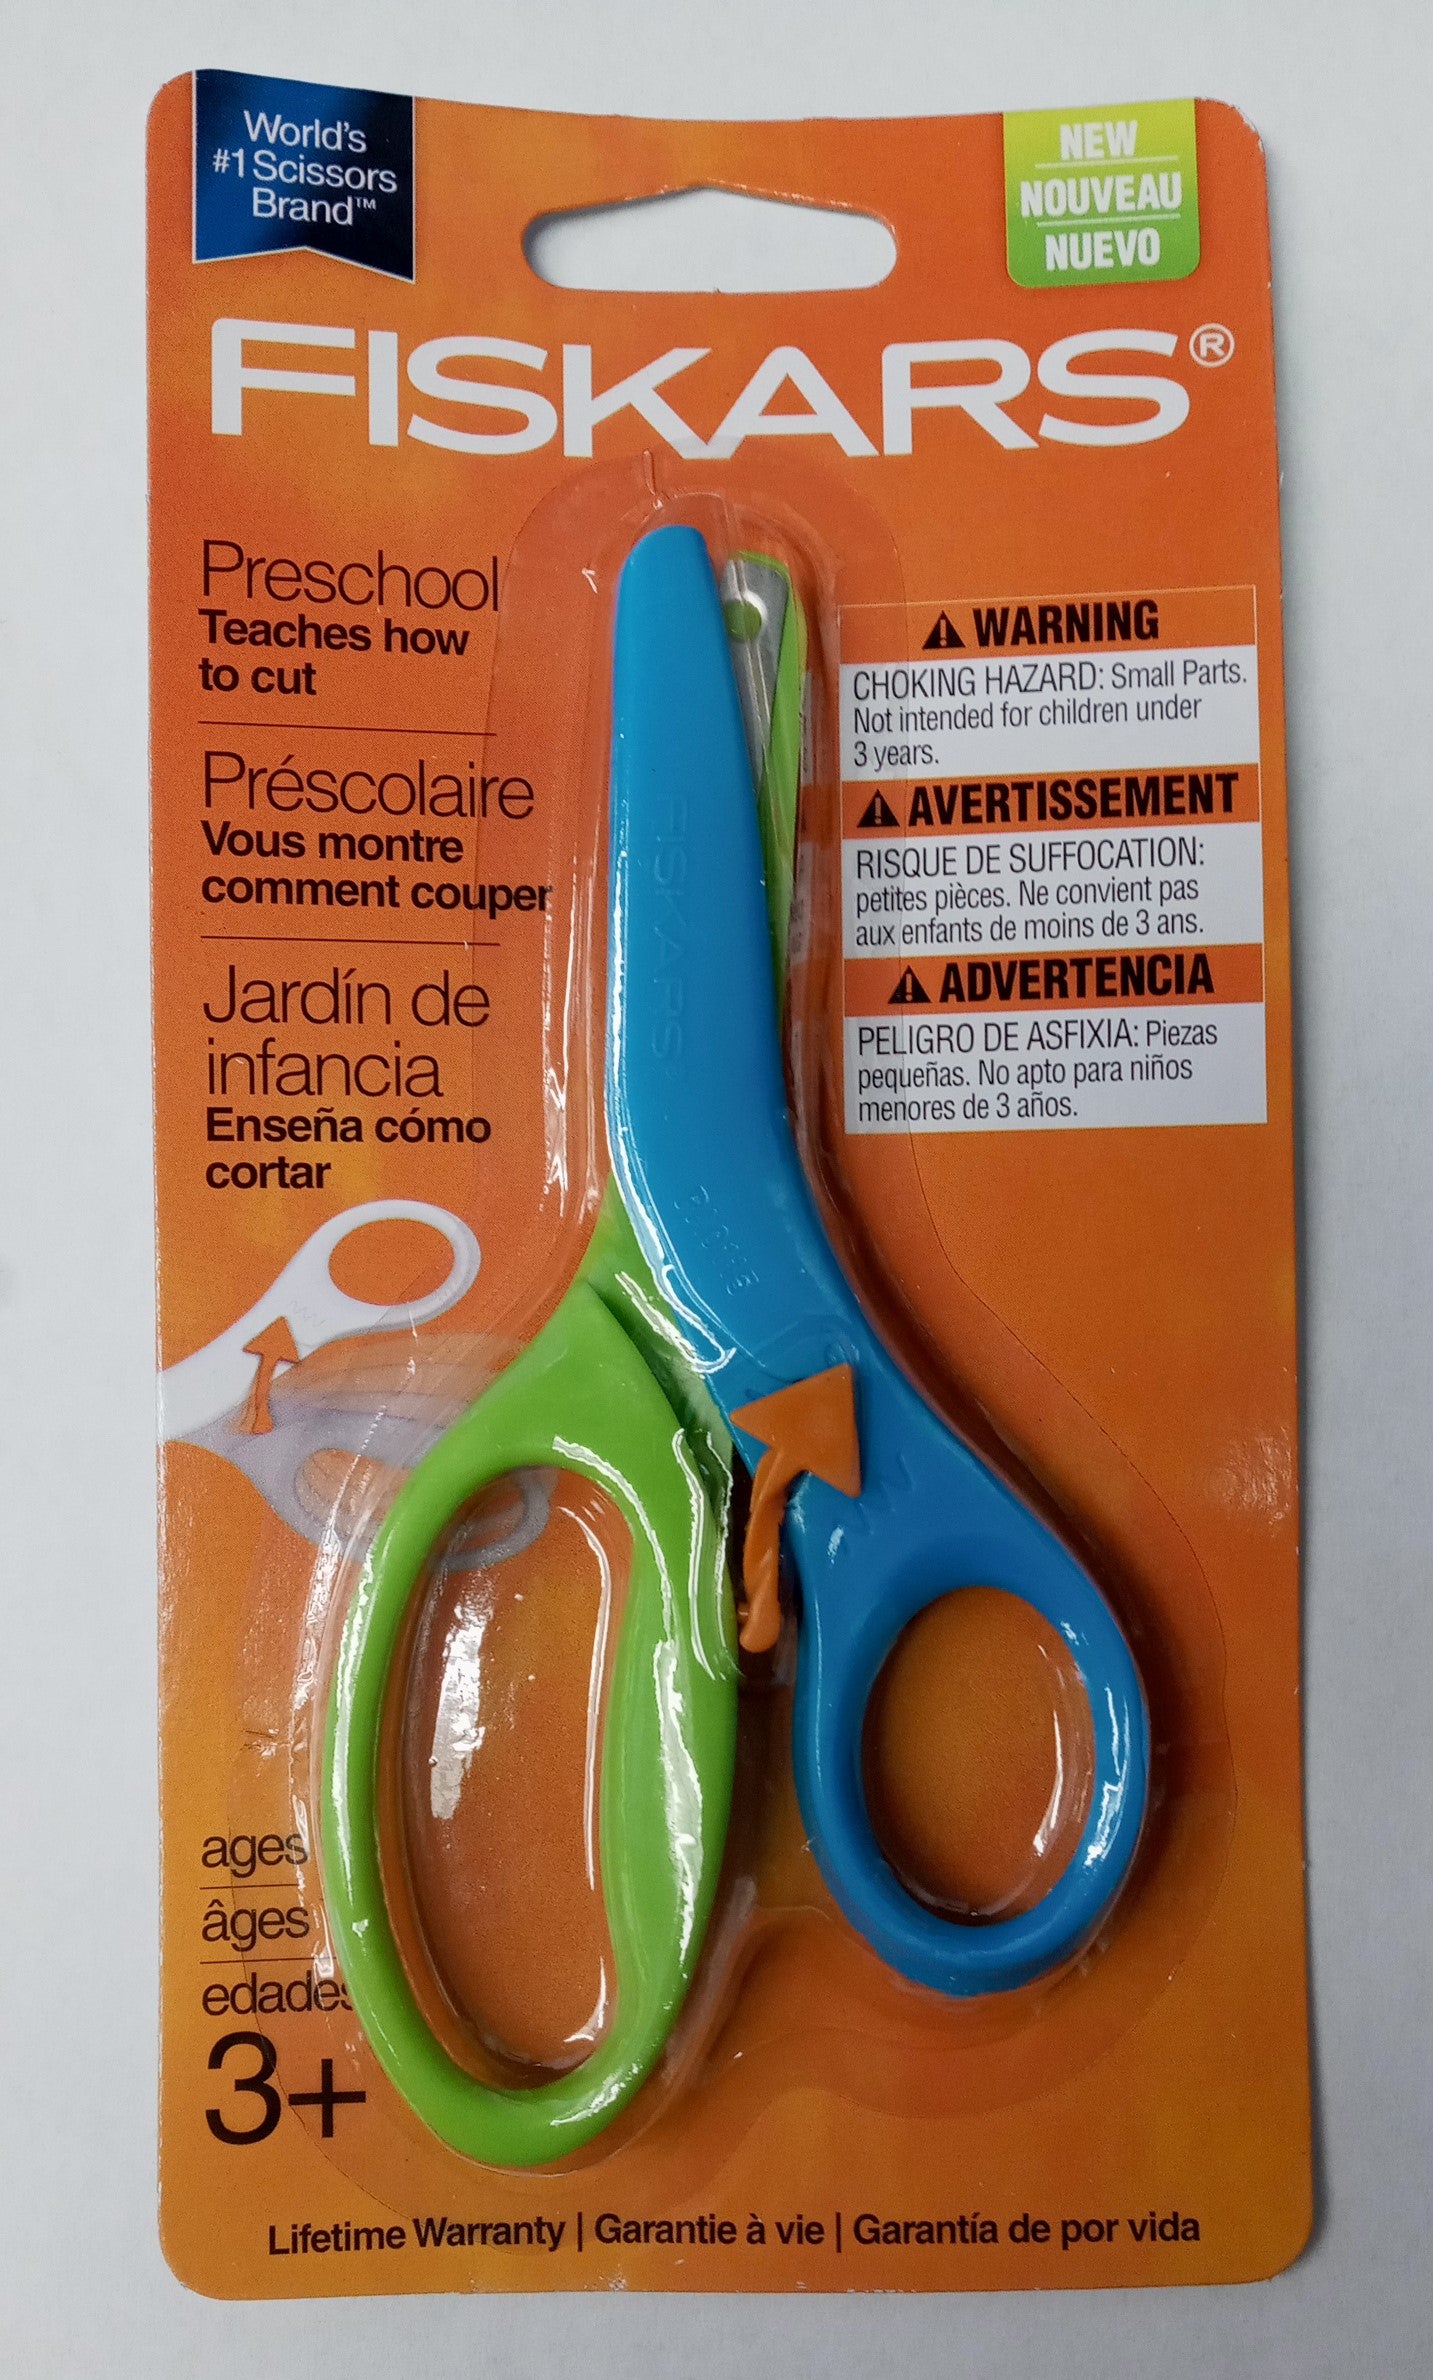 World's
#1 Scissors
Brand™
NEW
NOUVEAU
NUEVO
FISKARS®
Preschool
Teaches how
to cut
Préscolaire
Vous montre
comment couper
Jardín de
infancia
Enseña cómo
cortar
WARNING
CHOKING HAZARD: Small Parts.
Not intended for children under
3 years.
AVERTISSEMENT
RISQUE DE SUFFOCATION:
petites pièces. Ne convient pas
aux enfants de moins de 3 ans.
ADVERTENCIA
PELIGRO DE ASFIXIA: Piezas
pequeñas. No apto para niños
menores de 3 años.
FISKARS
ages
âges
edades
3+
Lifetime Warranty | Garantie à vie | Garantía de por vida